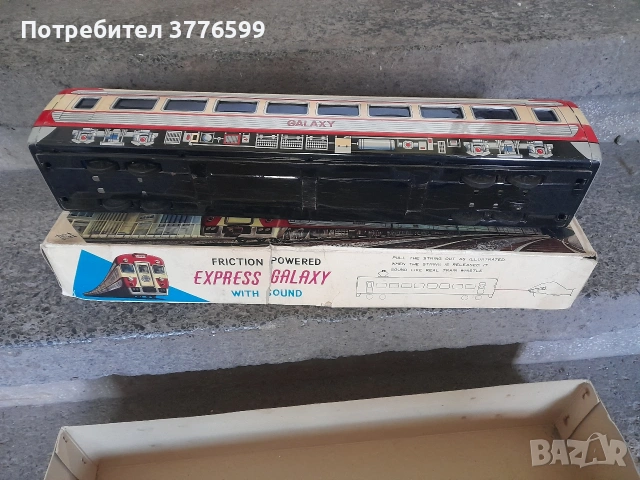 Потребител 3776599
GALAXY
FRICTION POWERED
EXPRESS GALAXY
WITH SOUND
PULL THE STRING OUT AS ILLUSTRATED
WHEN THE STRING IS RELEASED IT
SOUND LIKE REAL TRAIN WHISTLE
BAZAR